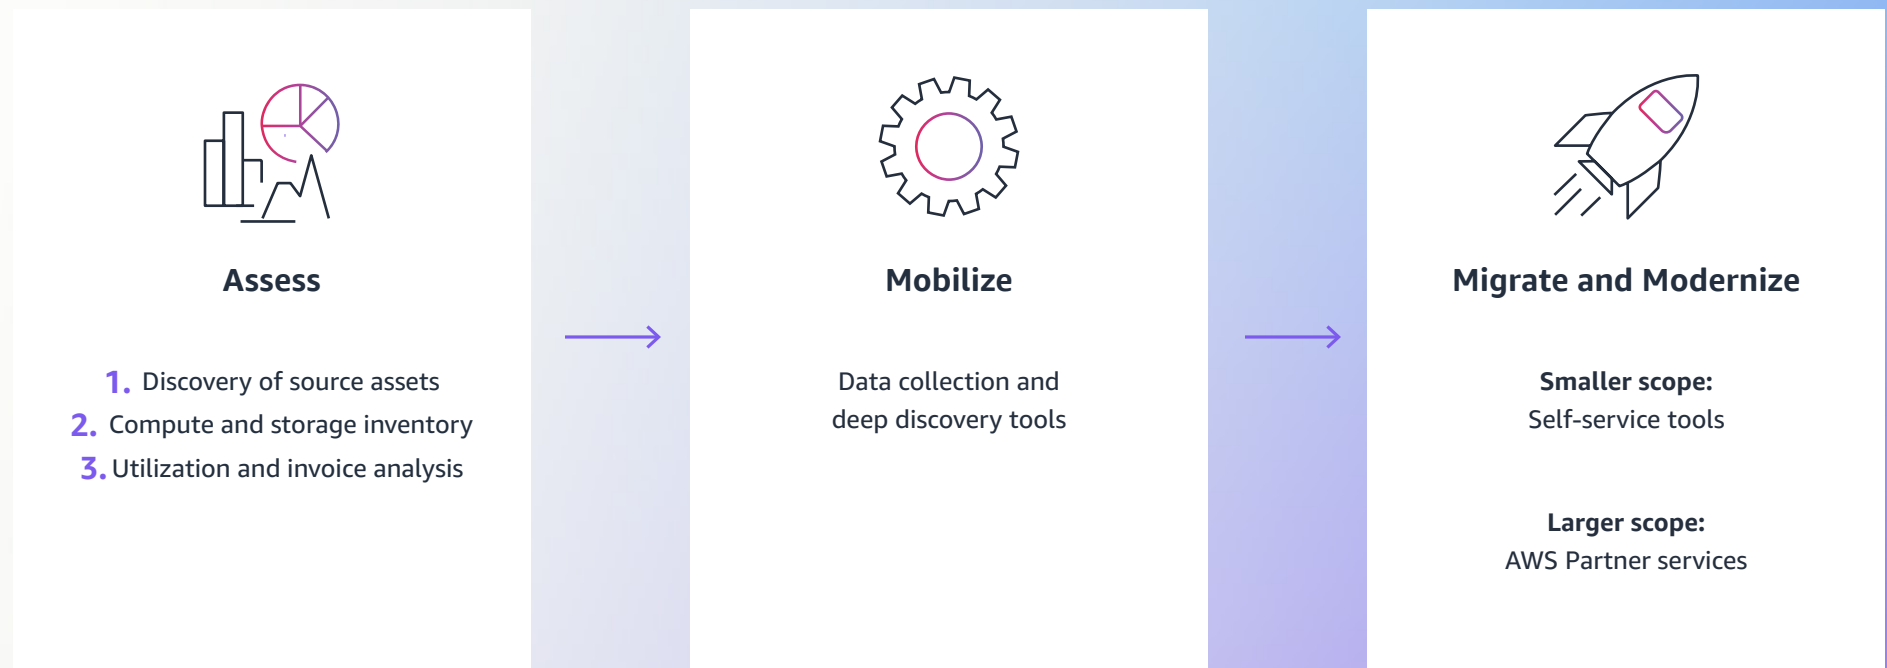 Assess
1. Discovery of source assets
2. Compute and storage inventory
3. Utilization and invoice analysis
Mobilize
Data collection and
deep discovery tools
Migrate and Modernize
Smaller scope:
Self-service tools
Larger scope:
AWS Partner services